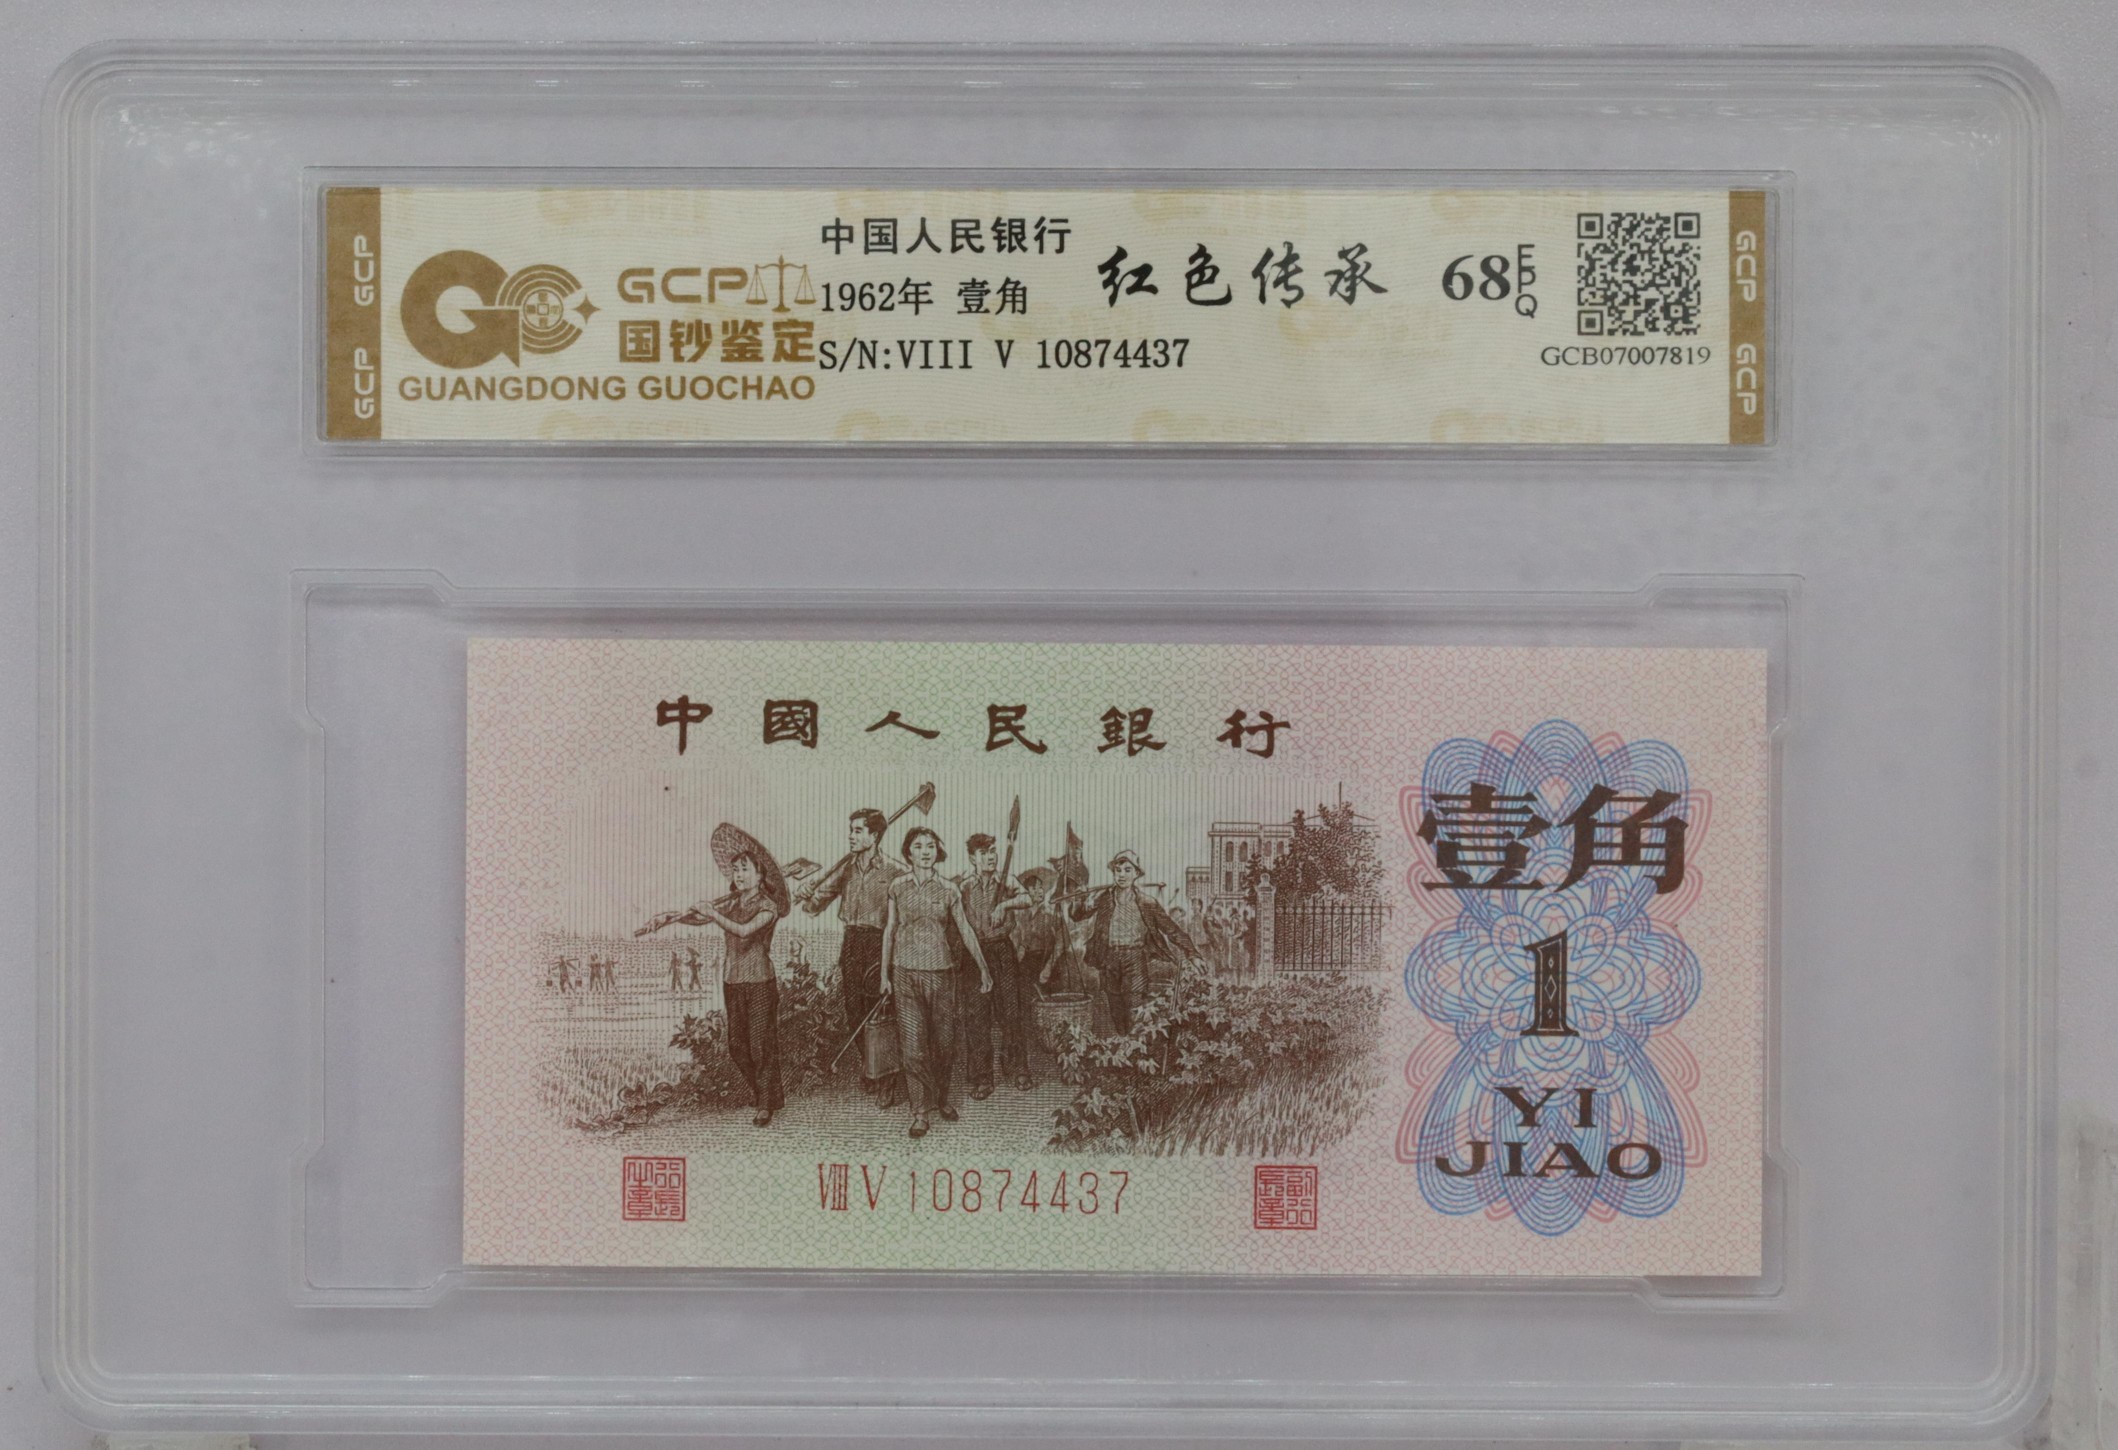 GCP GCP
GCP
国钞鉴定
GUANGDONG GUOCHAO
中国人民银行
1962年 壹角
S/N:VIII V 10874437
红色传承
68 EPQ
GCB07007819
GCP GCP
中國人民銀行
壹角
1
YI
JIAO
VIII V 10874437